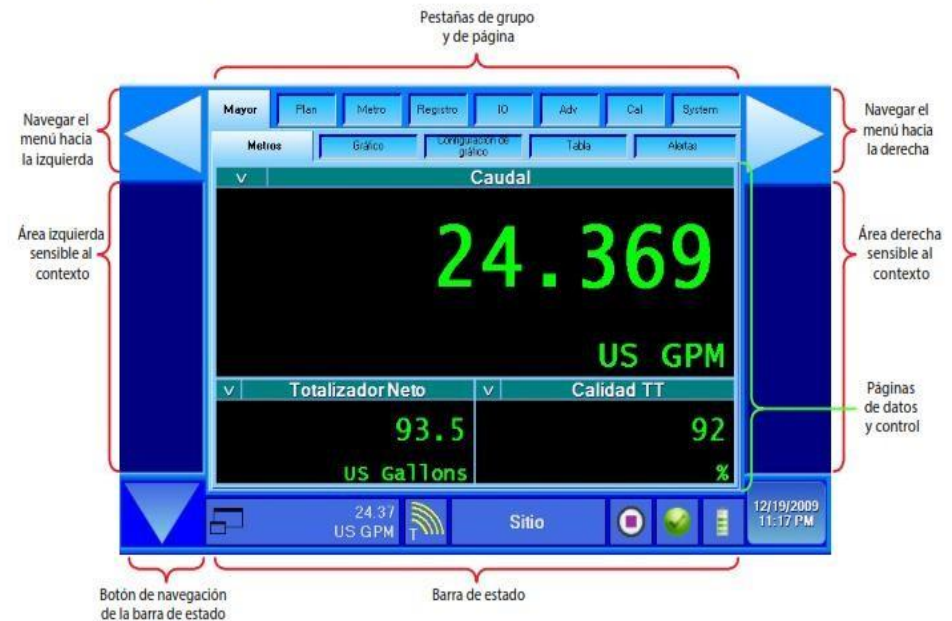 Pestañas de grupo
y de página
Navegar el
menú hacia
la izquierda
Navegar el
menú hacia
la derecha
Mayor
Plan
Metro
Registro
IO
Adv
Cal
System
Metros
Gráfico
Configuración de
gráfico
Tabla
Alertas
v
Caudal
24.369
US GPM
Área izquierda
sensible al
contexto
Área derecha
sensible al
contexto
v
Totalizador Neto
v
Calidad TT
93.5
US Gallons
92
%
Páginas
de datos
y control
24.37
US GPM
T
Sitio
12/19/2009
11:17 PM
Botón de navegación
de la barra de estado
Barra de estado